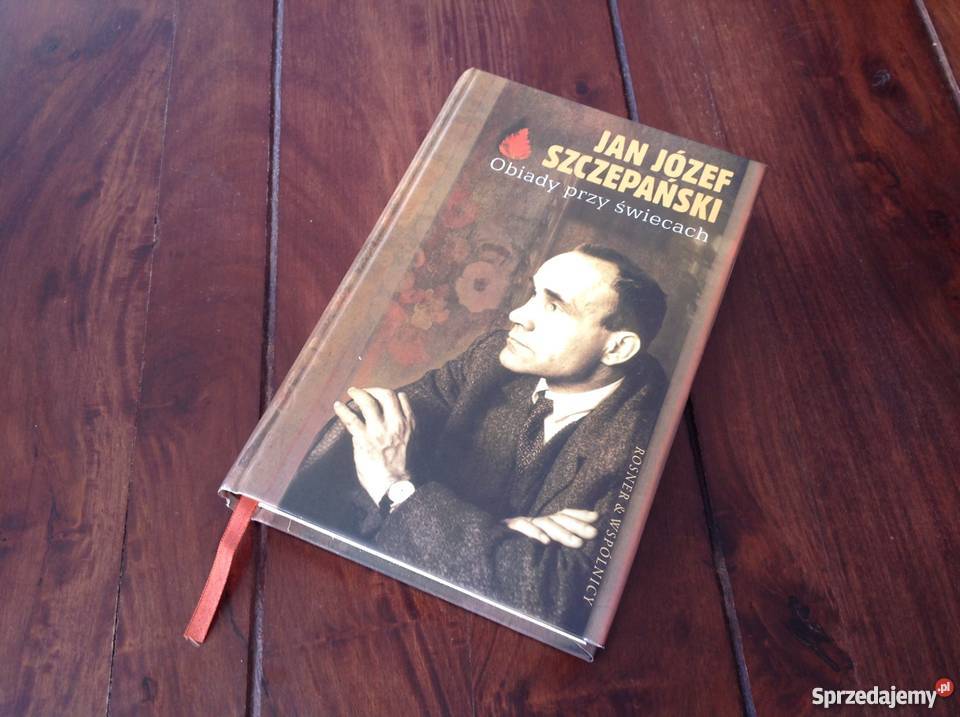 JAN JÓZEF
SZCZEPAŃSKI
Obiady przy świecach
ROSNER & WSPÓLNICY
Sprzedajemy.pl